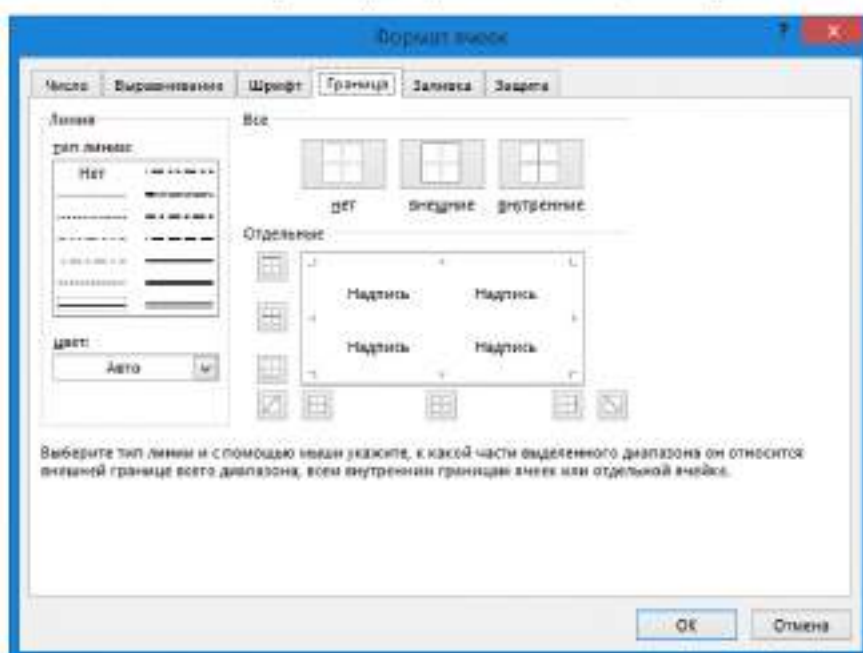 Формат ячеек
?
Число Выравнивание Шрифт Граница Заливка Защита
Линия
тип линии:
Нет
цвет:
Авто
Все
нет внешние внутренние
Отдельные
Надпись Надпись
Надпись Надпись
Выберите тип линии и с помощью мыши укажите, к какой части выделенного диапазона он относится
внешней границе всего диапазона, всем внутренним границам ячеек или отдельной ячейке.
ОК Отмена